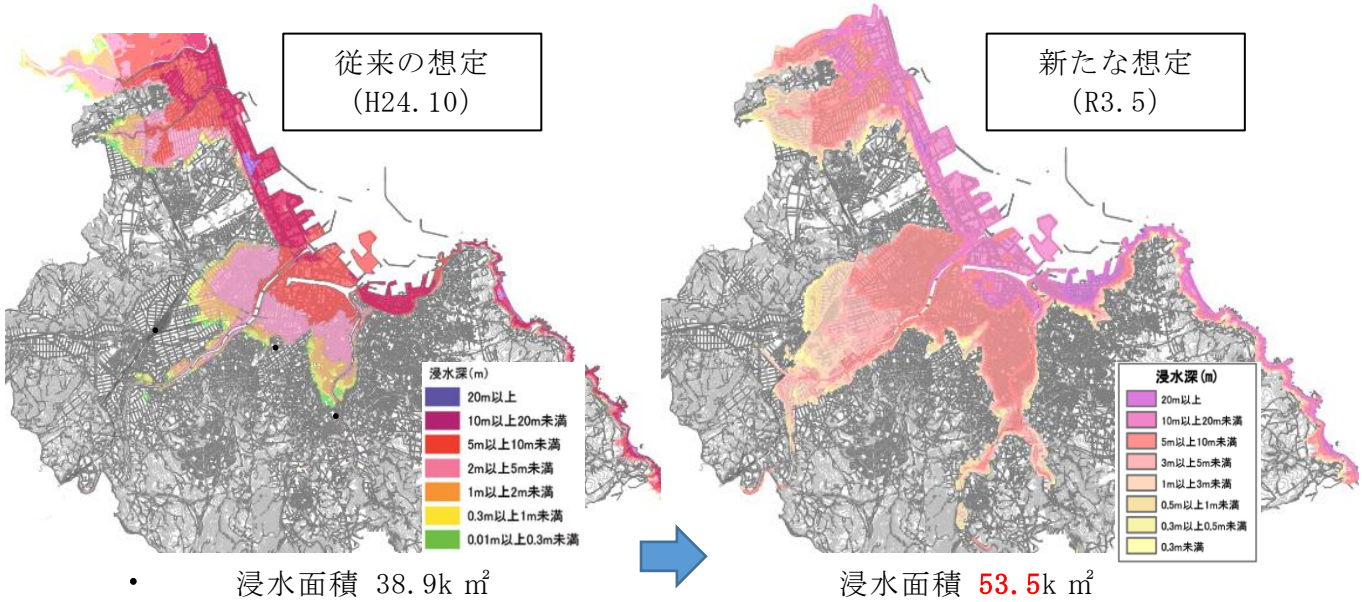 従来の想定
(H24.10)
浸水深(m)
20m以上
10m以上20m未満
5m以上10m未満
2m以上5m未満
1m以上2m未満
0.3m以上1m未満
0.01m以上0.3m未満
• 浸水面積 38.9k㎡
新たな想定
(R3.5)
浸水深(m)
20m以上
10m以上20m未満
5m以上10m未満
3m以上5m未満
1m以上3m未満
0.5m以上1m未満
0.3m以上0.5m未満
0.3m未満
浸水面積 53.5k㎡